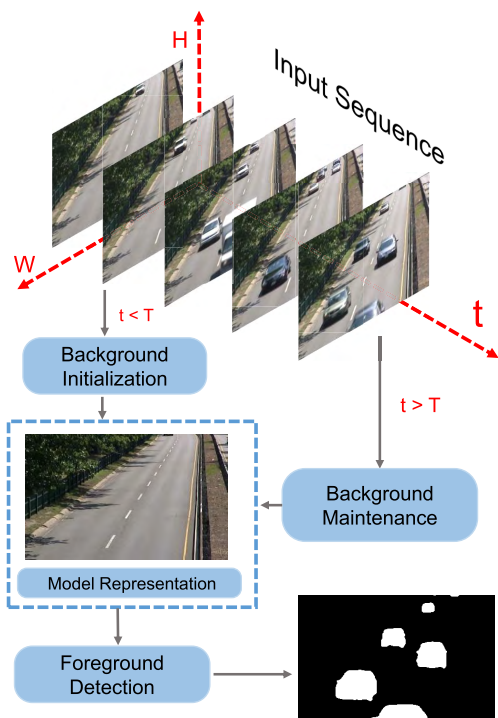 H
Input Sequence
W
t
t < T
Background
Initialization
t > T
Background
Maintenance
Model Representation
Foreground
Detection